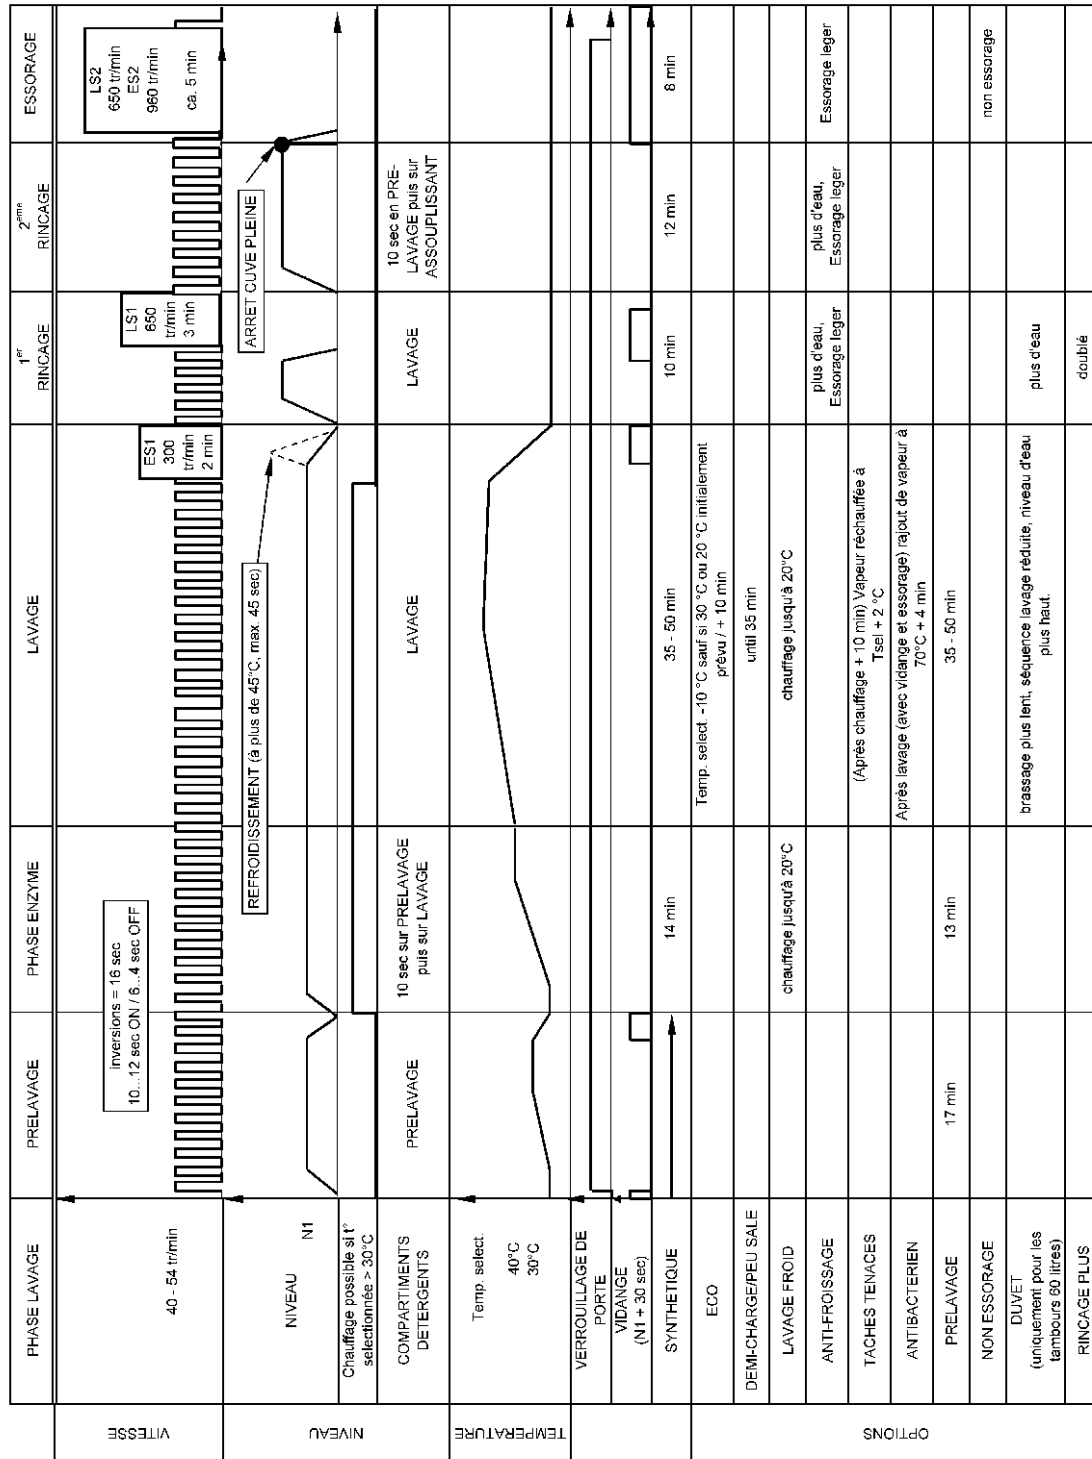 PHASE LAVAGE
PRELAVAGE
PHASE ENZYME
LAVAGE
1er
RINCAGE
2eme
RINCAGE
ESSORAGE
VITESSE
40 - 54 tr/min
inversions = 16 sec
10...12 sec ON / 6...4 sec OFF
ES1
300
tr/min
2 min
LS1
650
tr/min
3 min
LS2
650 tr/min
ES2
960 tr/min
ca. 5 min
NIVEAU
NIVEAU
N1
REFROIDISSEMENT (à plus de 45°C, max. 45 sec)
ARRET CUVE PLEINE
Chauffage possible si t°
selectionnée > 30°C
COMPARTIMENTS
DETERGENTS
PRELAVAGE
10 sec sur PRELAVAGE
puis sur LAVAGE
LAVAGE
LAVAGE
10 sec en PRE-
LAVAGE puis sur
ASSOUPLISSANT
TEMPERATURE
Temp. select.
40°C
30°C
VERROUILLAGE DE
PORTE
VIDANGE
(N1 + 30 sec)
SYNTHETIQUE
14 min
35 - 50 min
10 min
12 min
8 min
OPTIONS
ECO
Temp. select. -10 °C sauf si 30 °C ou 20 °C initialement
prévu / + 10 min
DEMI-CHARGE/PEU SALE
until 35 min
LAVAGE FROID
chauffage jusqu'à 20°C
chauffage jusqu'à 20°C
ANTI-FROISSAGE
plus d'eau,
Essorage leger
plus d'eau,
Essorage leger
Essorage leger
TACHES TENACES
(Après chauffage + 10 min) Vapeur réchauffée à
Tsel + 2 °C
ANTIBACTERIEN
Après lavage (avec vidange et essorage) rajout de vapeur à
70°C + 4 min
PRELAVAGE
17 min
13 min
35 - 50 min
NON ESSORAGE
non essorage
DUVET
(uniquement pour les
tambours 60 litres)
brassage plus lent, séquence lavage réduite, niveau d'eau
plus haut.
plus d'eau
RINCAGE PLUS
doublé